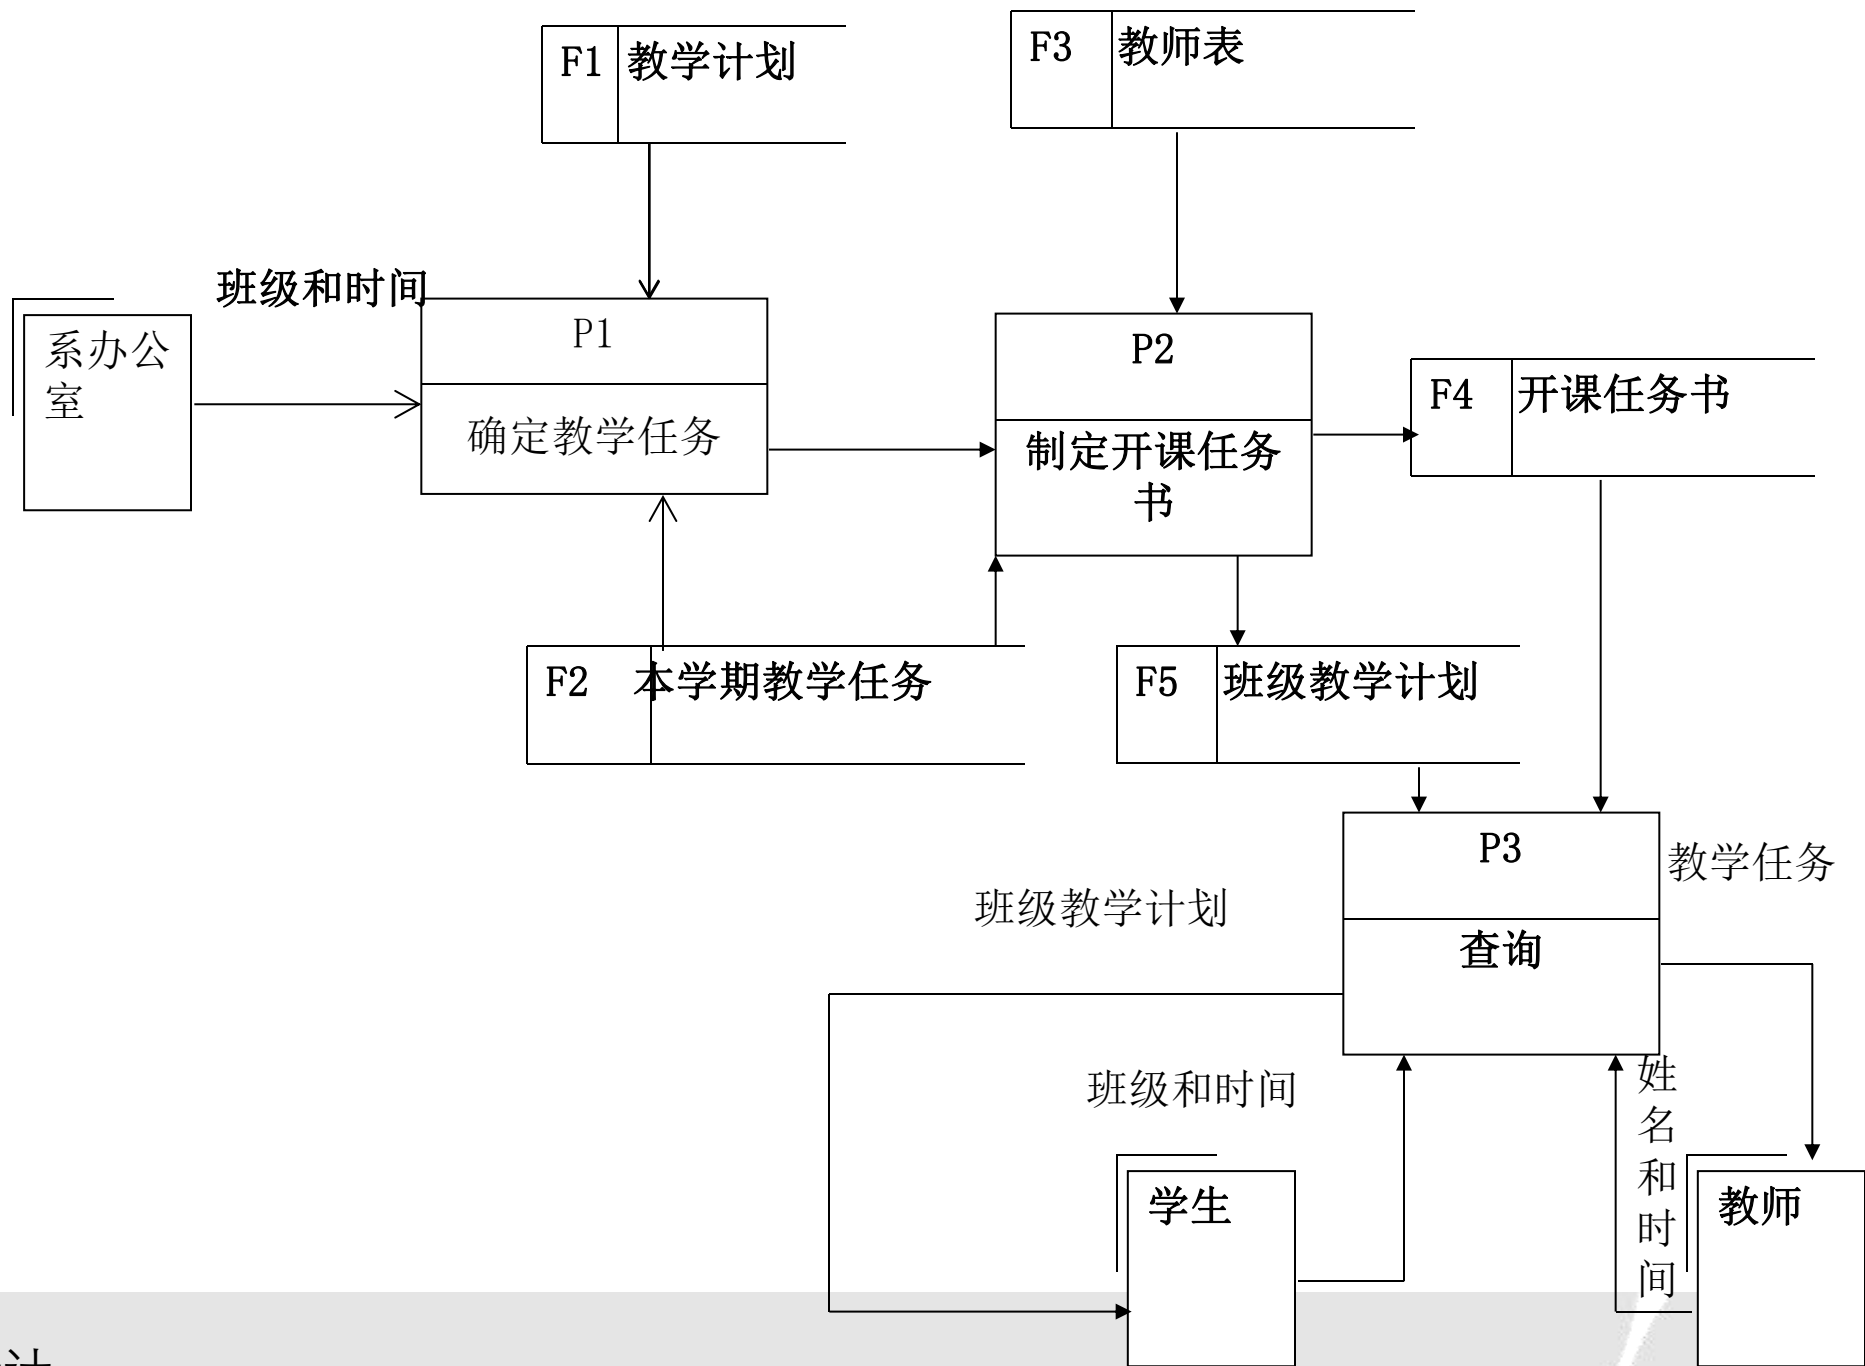 F1 教学计划
F3 教师表
班级和时间
系办公
室
P1
确定教学任务
P2
制定开课任务
书
F4 开课任务书
F2 本学期教学任务
F5 班级教学计划
P3
查询
教学任务
班级教学计划
班级和时间
姓
名
和
时
间
学生
教师